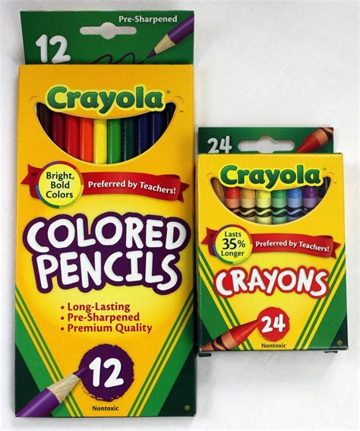 Pre-Sharpened
12
Crayola
Bright,
Bold
Colors
Preferred by Teachers!
COLORED
PENCILS
• Long-Lasting
• Pre-Sharpened
• Premium Quality
12
Nontoxic
24
Crayola
Lasts
35%
Longer
Preferred by Teachers!
CRAYONS
24
Nontoxic